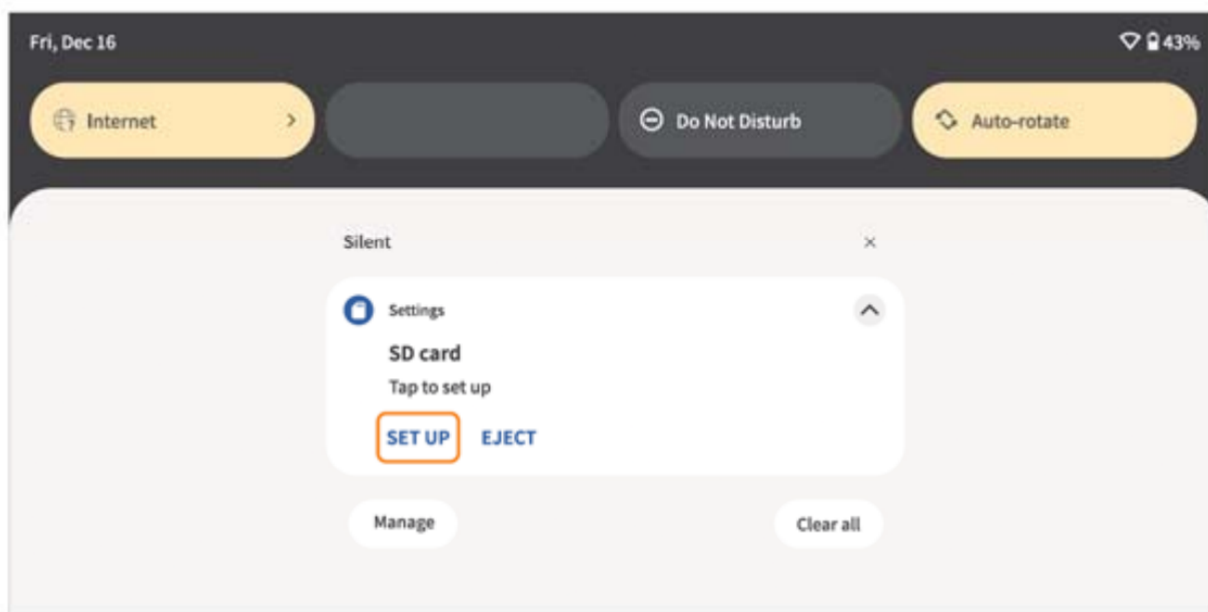 Fri, Dec 16
43%
Internet
Do Not Disturb
Auto-rotate
Silent
Settings
SD card
Tap to set up
SET UP EJECT
Manage
Clear all